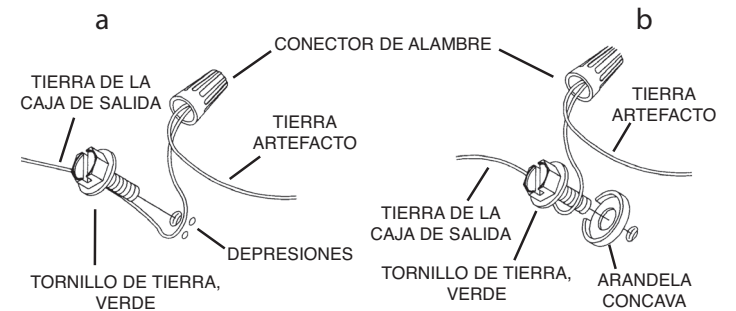 a
b
CONECTOR DE ALAMBRE
TIERRA DE LA
CAJA DE SALIDA
TIERRA
ARTEFACTO
DEPRESIONES
TORNILLO DE TIERRA,
VERDE
TIERRA
ARTEFACTO
TIERRA DE LA
CAJA DE SALIDA
TORNILLO DE TIERRA,
VERDE
ARANDELA
CONCAVA